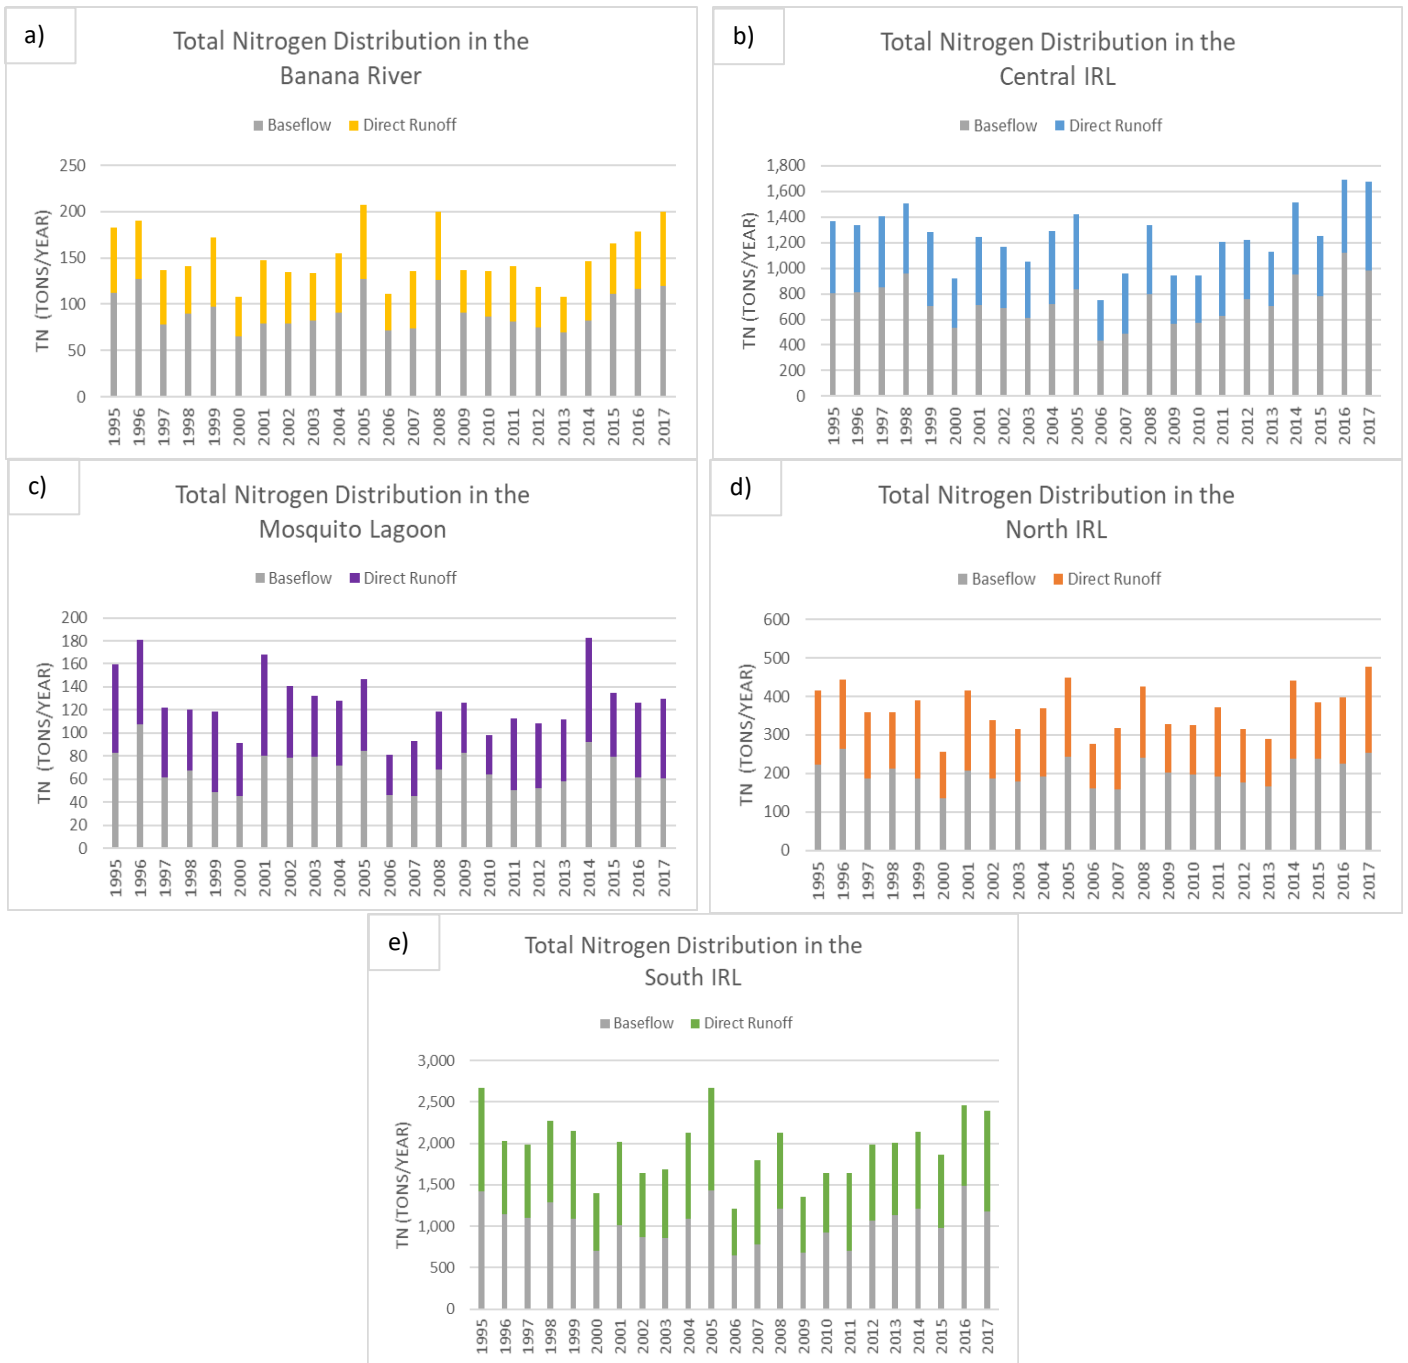 a)
Total Nitrogen Distribution in the
Banana River
Baseflow Direct Runoff
TN (TONS/YEAR)
250
200
150
100
50
0
1995 1996 1997 1998 1999 2000 2001 2002 2003 2004 2005 2006 2007 2008 2009 2010 2011 2012 2013 2014 2015 2016 2017
b)
Total Nitrogen Distribution in the
Central IRL
Baseflow Direct Runoff
TN (TONS/YEAR)
1,800
1,600
1,400
1,200
1,000
800
600
400
200
0
1995 1996 1997 1998 1999 2000 2001 2002 2003 2004 2005 2006 2007 2008 2009 2010 2011 2012 2013 2014 2015 2016 2017
c)
Total Nitrogen Distribution in the
Mosquito Lagoon
Baseflow Direct Runoff
TN (TONS/YEAR)
200
180
160
140
120
100
80
60
40
20
0
1995 1996 1997 1998 1999 2000 2001 2002 2003 2004 2005 2006 2007 2008 2009 2010 2011 2012 2013 2014 2015 2016 2017
d)
Total Nitrogen Distribution in the
North IRL
Baseflow Direct Runoff
TN (TONS/YEAR)
600
500
400
300
200
100
0
1995 1996 1997 1998 1999 2000 2001 2002 2003 2004 2005 2006 2007 2008 2009 2010 2011 2012 2013 2014 2015 2016 2017
e)
Total Nitrogen Distribution in the
South IRL
Baseflow Direct Runoff
TN (TONS/YEAR)
3,000
2,500
2,000
1,500
1,000
500
0
1995 1996 1997 1998 1999 2000 2001 2002 2003 2004 2005 2006 2007 2008 2009 2010 2011 2012 2013 2014 2015 2016 2017